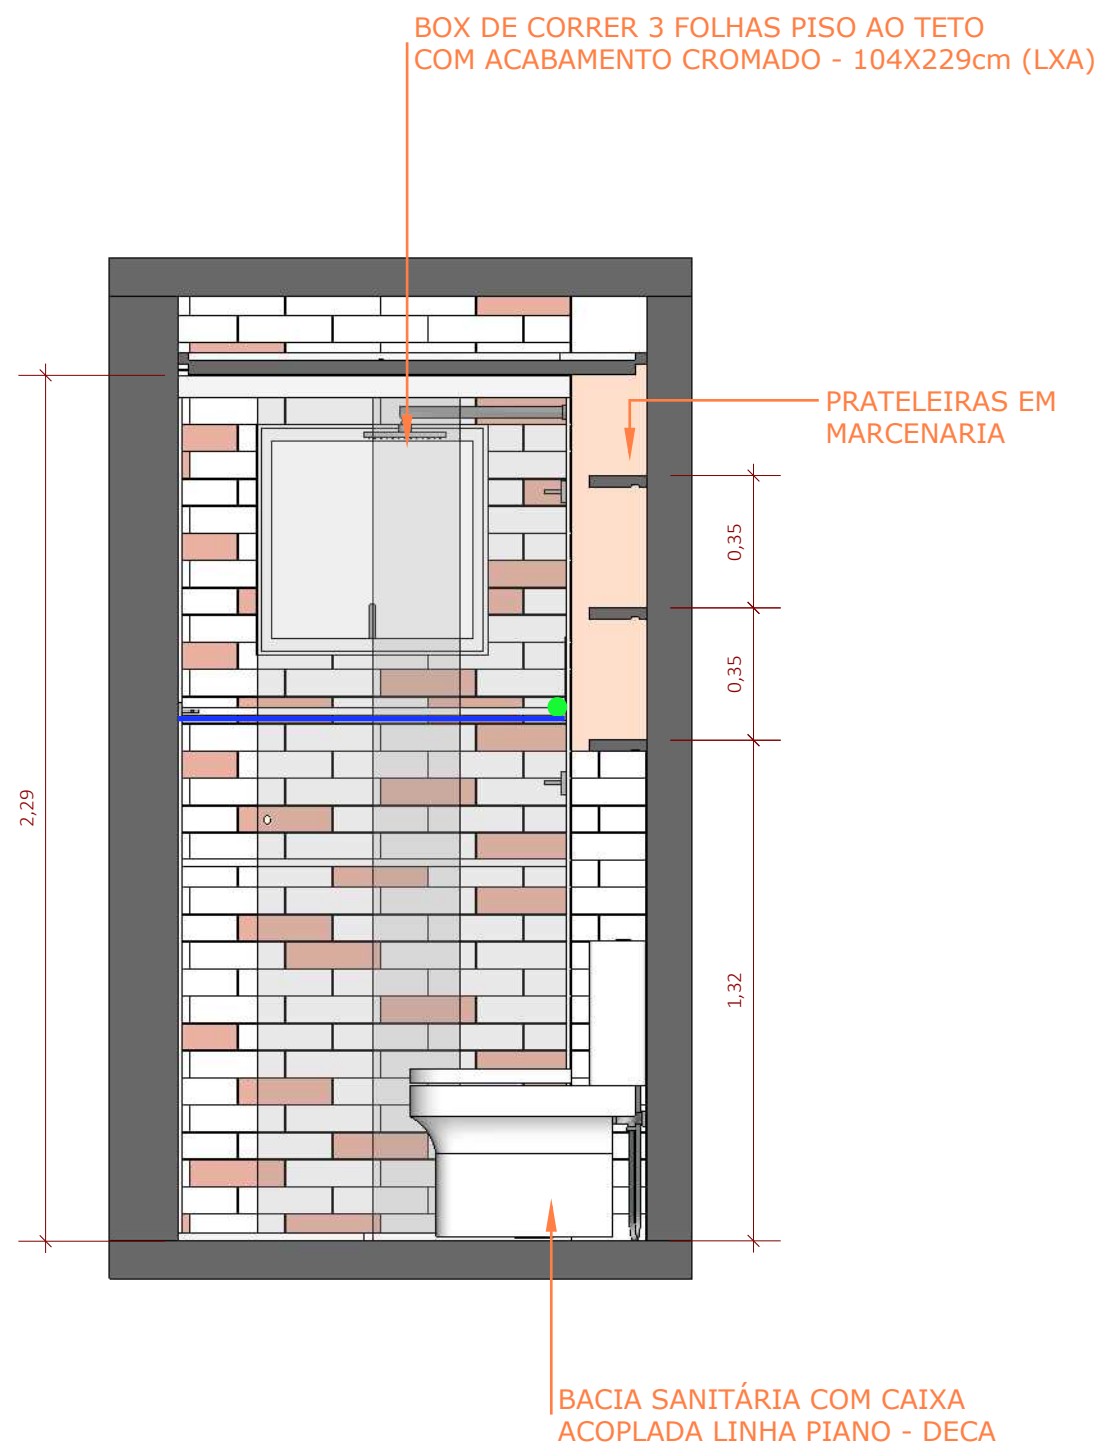 BOX DE CORRER 3 FOLHAS PISO AO TETO
COM ACABAMENTO CROMADO - 104X229cm (LXA)
PRATELEIRAS EM
MARCENARIA
0,35
0,35
2,29
1,32
BACIA SANITÁRIA COM CAIXA
ACOPLADA LINHA PIANO - DECA